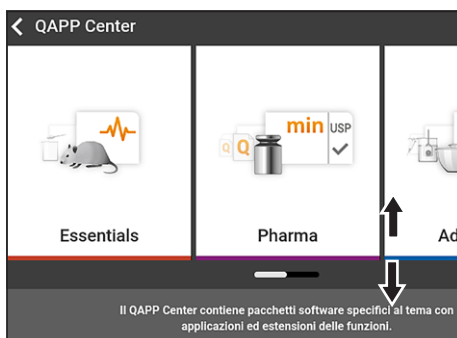 QAPP Center
min USP
Q Q
Essentials
Pharma
Ad
Il QAPP Center contiene pacchetti software specifici al tema con
applicazioni ed estensioni delle funzioni.